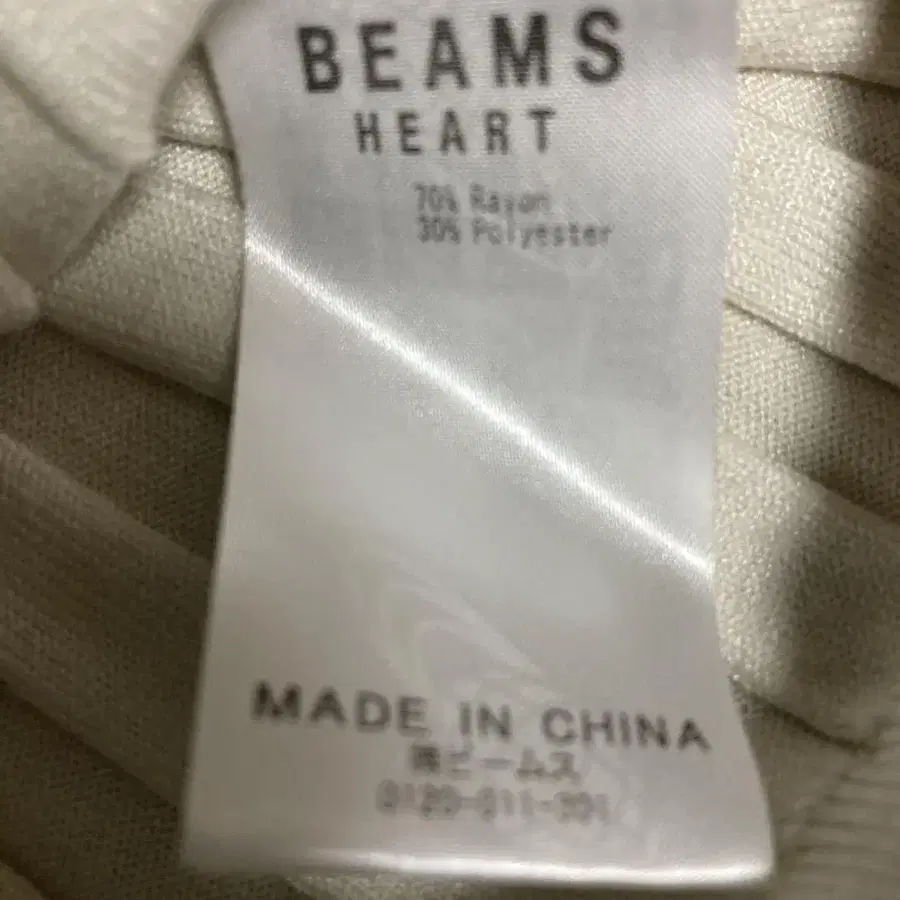 BEAMS
HEART
70% Rayon
30% Polyester
MADE IN CHINA
㈱ビームス
0120-011-301